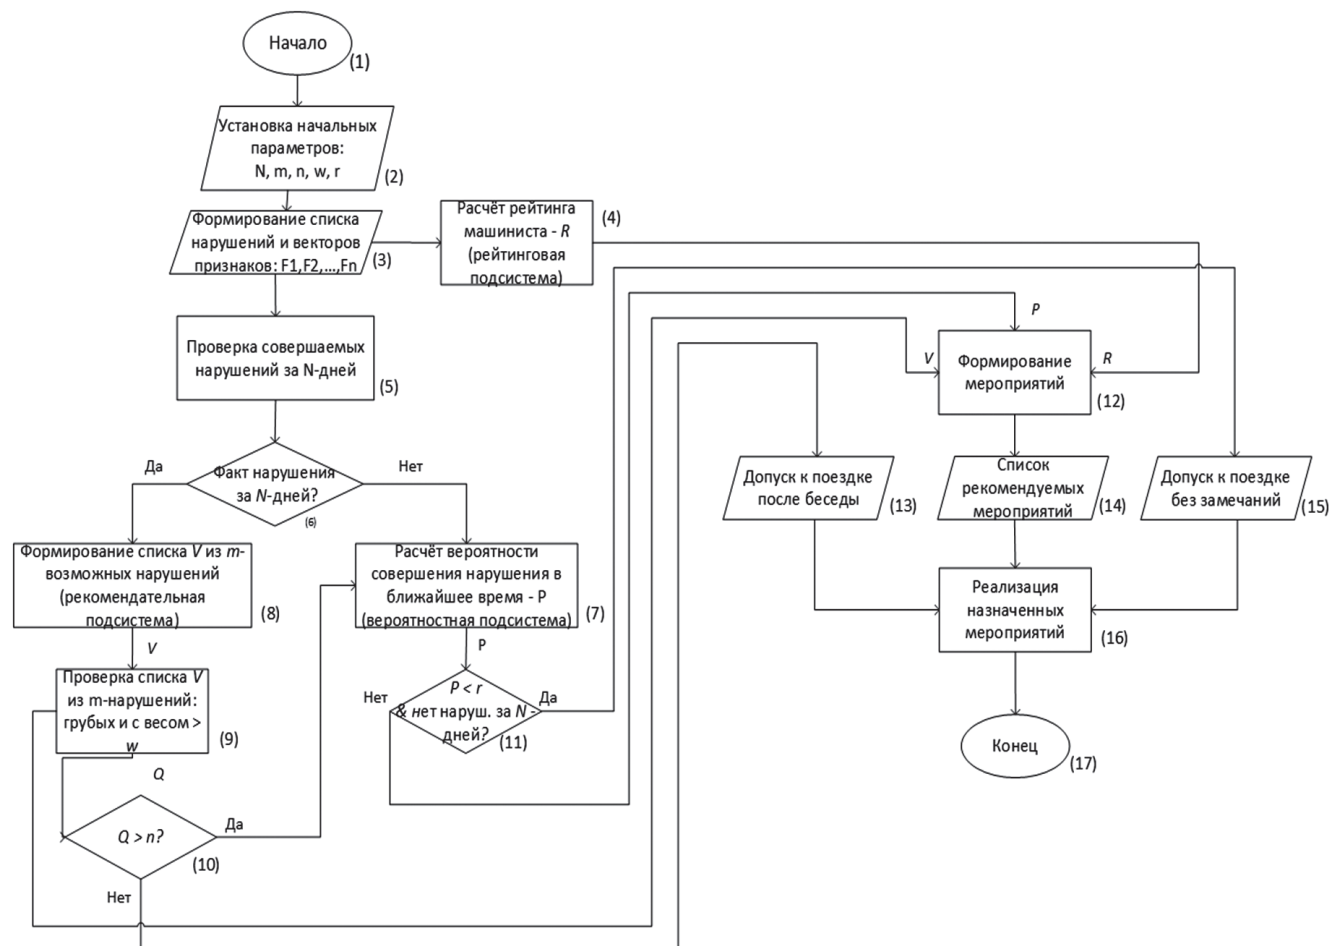 Начало
(1)
Установка начальных
параметров:
N, m, n, w, r
(2)
Формирование списка
нарушений и векторов
признаков: F1,F2,...,Fn
(3)
Расчёт рейтинга
машиниста - R
(рейтинговая
подсистема)
(4)
Проверка совершаемых
нарушений за N-дней
(5)
Факт нарушения
за N-дней?
(6)
Да
Нет
Формирование списка V из m-
возможных нарушений
(рекомендательная
подсистема)
(8)
V
Расчёт вероятности
совершения нарушения в
ближайшее время - P
(вероятностная подсистема)
(7)
P
Проверка списка V
из m-нарушений:
грубых и с весом >
w
(9)
Q
Q > n?
(10)
Да
Нет
P < r
& нет наруш. за N -
дней?
(11)
Нет
Да
P
V
R
Формирование
мероприятий
(12)
Допуск к поездке
после беседы
(13)
Список
рекомендуемых
мероприятий
(14)
Допуск к поездке
без замечаний
(15)
Реализация
назначенных
мероприятий
(16)
Конец
(17)